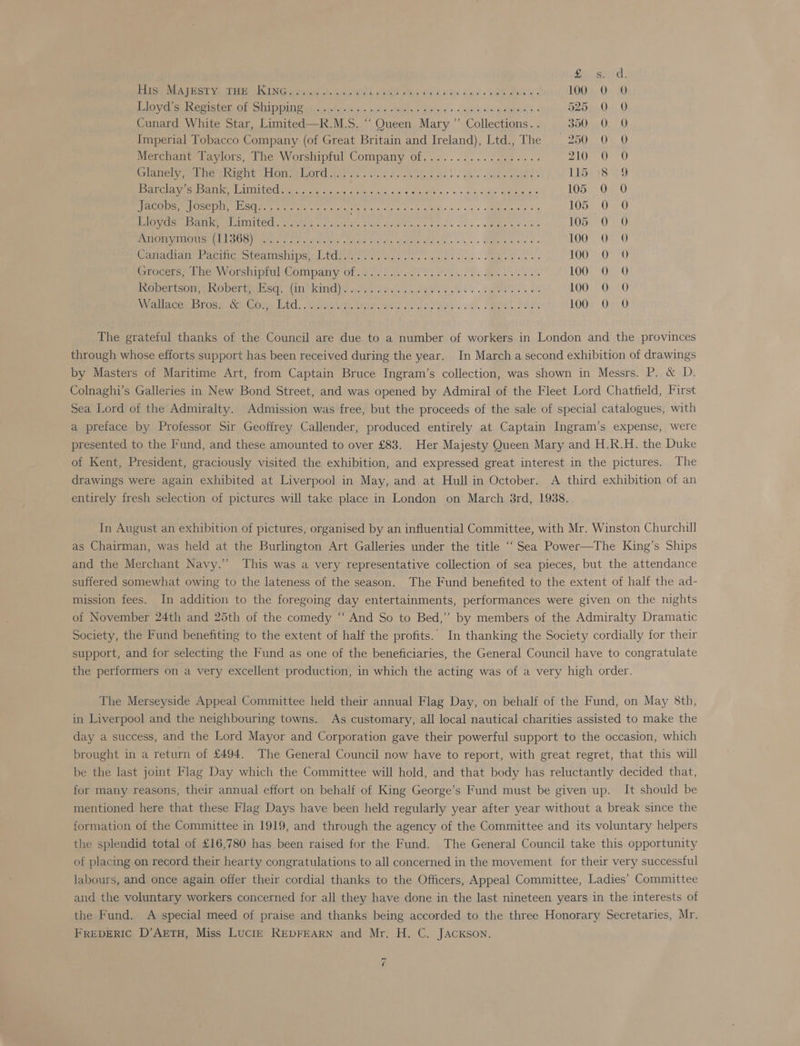 £ s. d.
His Majesty the King........ 100 0 0
Lloyd's Register of Shipping ........ 525 0 0
Cunard White Star, Limited—R.M.S. “ Queen Mary ” Collections.. 350 0 0
Imperial Tobacco Company (of Great Britain and Ireland), Ltd., The 250 0 0
Merchant Taylors, The Worshipful Company of........ 210 0 0
Glanely, The Right Hon. Lord........ 115 8 9
Barclay's Bank, Limited........ 105 0 0
Jacobs, Joseph, Esq........ 105 0 0
Lloyds Bank, Limited........ 105 0 0
Anonymous (11368) ........ 100 0 0
Canadian Pacific Steamships, Ltd........ 100 0 0
Grocers, The Worshipful Company of........ 100 0 0
Robertson, Robert, Esq. (in kind)........ 100 0 0
Wallace Bros. & Co., Ltd........ 100 0 0
The grateful thanks of the Council are due to a number of workers in London and the provinces
through whose efforts support has been received during the year. In March a second exhibition of drawings
by Masters of Maritime Art, from Captain Bruce Ingram's collection, was shown in Messrs. P. & D.
Colnaghi's Galleries in New Bond Street, and was opened by Admiral of the Fleet Lord Chatfield, First
Sea Lord of the Admiralty. Admission was free, but the proceeds of the sale of special catalogues, with
a preface by Professor Sir Geoffrey Callender, produced entirely at Captain Ingram's expense, were
presented to the Fund, and these amounted to over £83. Her Majesty Queen Mary and H.R.H. the Duke
of Kent, President, graciously visited the exhibition, and expressed great interest in the pictures. The
drawings were again exhibited at Liverpool in May, and at Hull in October. A third exhibition of an
entirely fresh selection of pictures will take place in London on March 3rd, 1938.
In August an exhibition of pictures, organised by an influential Committee, with Mr. Winston Churchill
as Chairman, was held at the Burlington Art Galleries under the title “ Sea Power—The King's Ships
and the Merchant Navy.” This was a very representative collection of sea pieces, but the attendance
suffered somewhat owing to the lateness of the season. The Fund benefited to the extent of half the ad-
mission fees. In addition to the foregoing day entertainments, performances were given on the nights
of November 24th and 25th of the comedy “ And So to Bed,” by members of the Admiralty Dramatic
Society, the Fund benefiting to the extent of half the profits. In thanking the Society cordially for their
support, and for selecting the Fund as one of the beneficiaries, the General Council have to congratulate
the performers on a very excellent production, in which the acting was of a very high order.
The Merseyside Appeal Committee held their annual Flag Day, on behalf of the Fund, on May 8th,
in Liverpool and the neighbouring towns. As customary, all local nautical charities assisted to make the
day a success, and the Lord Mayor and Corporation gave their powerful support to the occasion, which
brought in a return of £494. The General Council now have to report, with great regret, that this will
be the last joint Flag Day which the Committee will hold, and that body has reluctantly decided that,
for many reasons, their annual effort on behalf of King George's Fund must be given up. It should be
mentioned here that these Flag Days have been held regularly year after year without a break since the
formation of the Committee in 1919, and through the agency of the Committee and its voluntary helpers
the splendid total of £16,780 has been raised for the Fund. The General Council take this opportunity
of placing on record their hearty congratulations to all concerned in the movement for their very successful
labours, and once again offer their cordial thanks to the Officers, Appeal Committee, Ladies' Committee
and the voluntary workers concerned for all they have done in the last nineteen years in the interests of
the Fund. A special meed of praise and thanks being accorded to the three Honorary Secretaries, Mr.
Frederic D'Aeth, Miss Lucie Redfearn and Mr. H. C. Jackson.
7